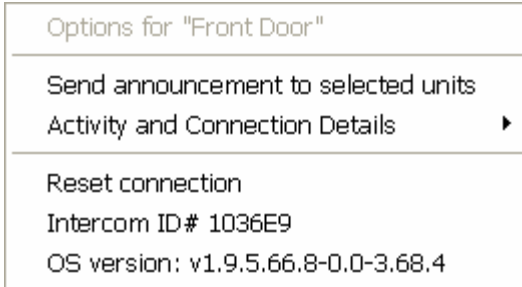 Options for "Front Door"
Send announcement to selected units
Activity and Connection Details
Reset connection
Intercom ID# 1036E9
OS version: v1.9.5.66.8-0.0-3.68.4